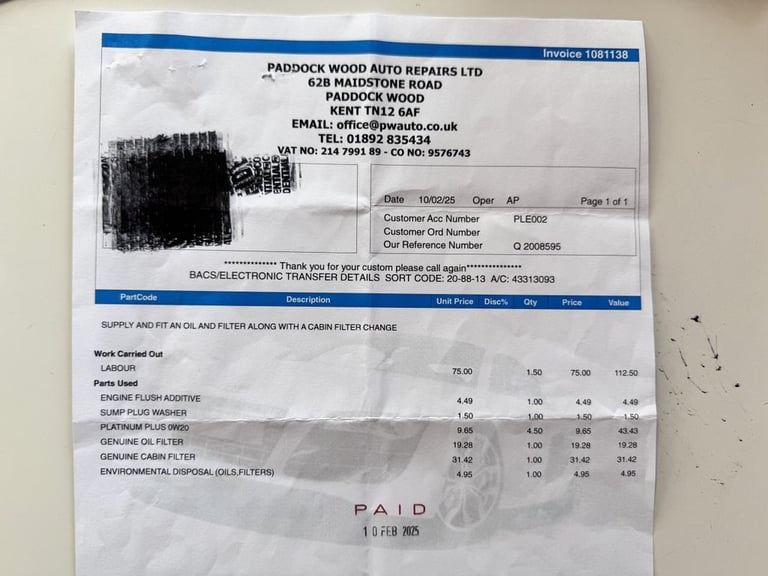 Invoice 1081138
PADDOCK WOOD AUTO REPAIRS LTD
62B MAIDSTONE ROAD
PADDOCK WOOD
KENT TN12 6AF
EMAIL: office@pwauto.co.uk
TEL: 01892 835434
VAT NO: 214 7991 89 - CO NO: 9576743
Date 10/02/25 Oper AP Page 1 of 1
Customer Acc Number PLE002
Customer Ord Number
Our Reference Number Q 2008595
************** Thank you for your custom please call again***************
BACS/ELECTRONIC TRANSFER DETAILS SORT CODE: 20-88-13 A/C: 43313093
PartCode Description Unit Price Disc% Qty Price Value
SUPPLY AND FIT AN OIL AND FILTER ALONG WITH A CABIN FILTER CHANGE
Work Carried Out
LABOUR 75.00 1.50 75.00 112.50
Parts Used
ENGINE FLUSH ADDITIVE 4.49 1.00 4.49 4.49
SUMP PLUG WASHER 1.50 1.00 1.50 1.50
PLATINUM PLUS 0W20 9.65 4.50 9.65 43.43
GENUINE OIL FILTER 19.28 1.00 19.28 19.28
GENUINE CABIN FILTER 31.42 1.00 31.42 31.42
ENVIRONMENTAL DISPOSAL (OILS,FILTERS) 4.95 1.00 4.95 4.95
PAID
10 FEB 2025